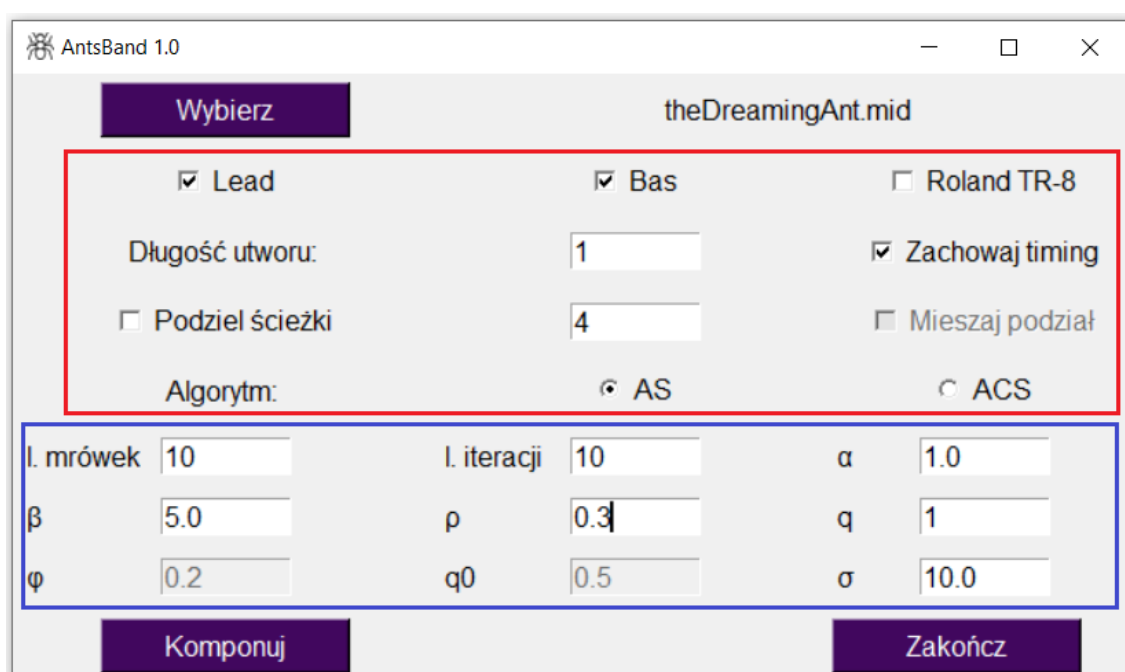 AntsBand 1.0
Wybierz theDreamingAnt.mid
Lead Bas Roland TR-8
Długość utworu: 1 Zachowaj timing
Podziel ścieżki 4 Mieszaj podział
Algorytm: AS ACS
l. mrówek 10 l. iteracji 10 α 1.0
β 5.0 ρ 0.3 q 1
φ 0.2 q0 0.5 σ 10.0
Komponuj Zakończ